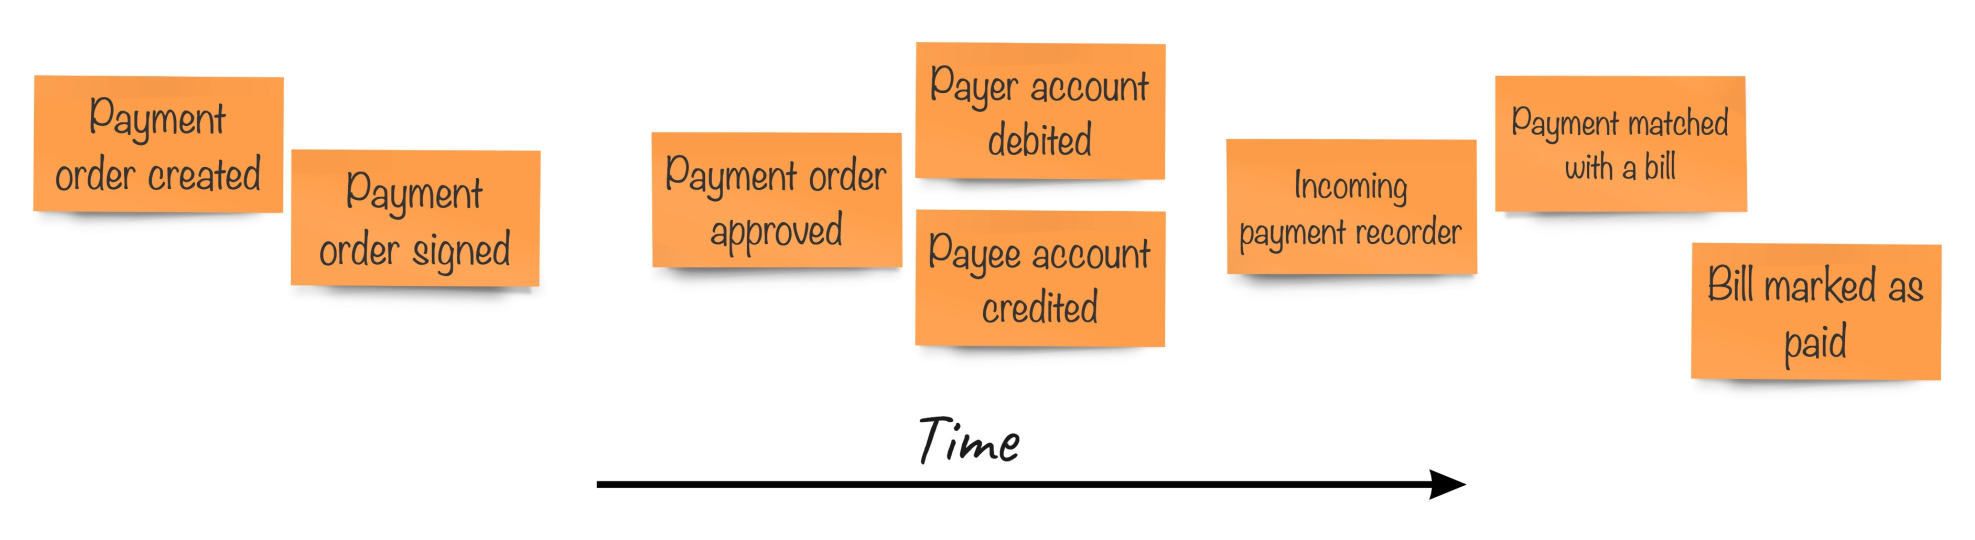 Payment
order created
Payment
order signed
Payment order
approved
Payer account
debited
Payee account
credited
Incoming
payment recorder
Payment matched
with a bill
Bill marked as
paid
Time